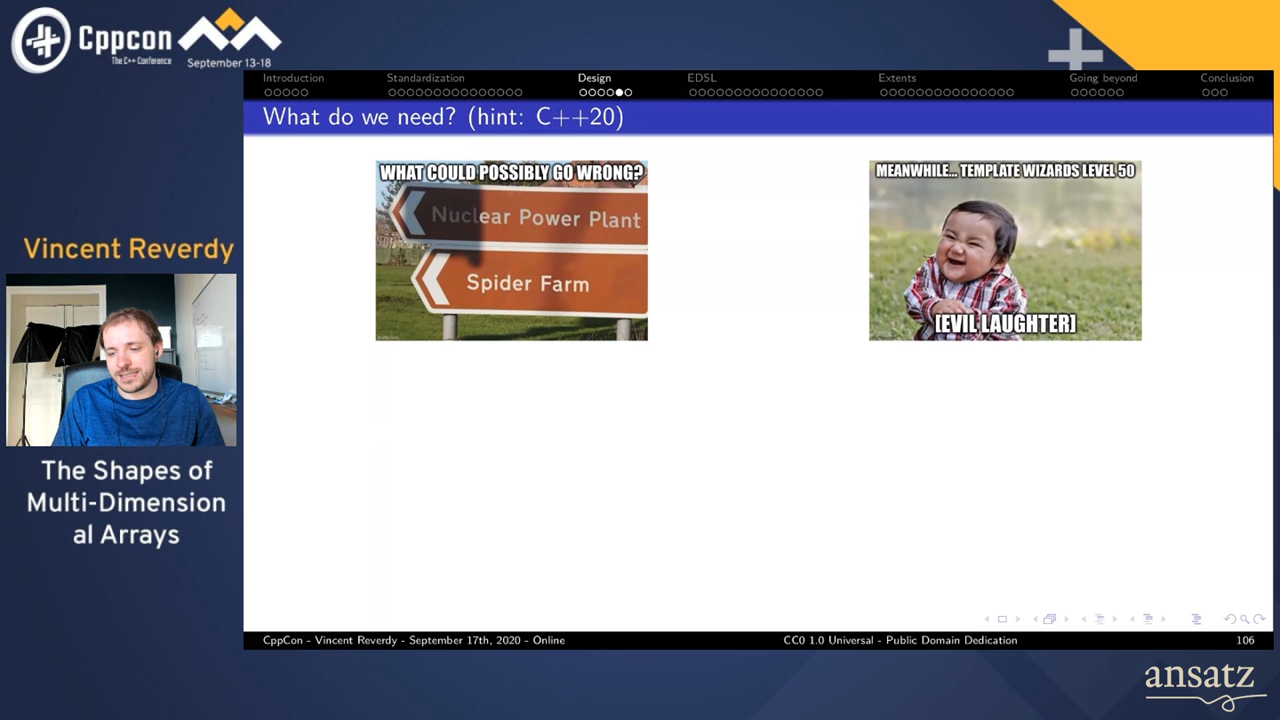 Cppcon
The C++ Conference
September 13-18
Introduction
Standardization
Design
EDSL
Extents
Going beyond
Conclusion
What do we need? (hint: C++20)
WHAT COULD POSSIBLY GO WRONG?
Nuclear Power Plant
Spider Farm
MEANWHILE... TEMPLATE WIZARDS LEVEL 50
[EVIL LAUGHTER]
Vincent Reverdy
The Shapes of
Multi-Dimension
al Arrays
CppCon - Vincent Reverdy - September 17th, 2020 - Online
CC0 1.0 Universal - Public Domain Dedication
106
ansatz